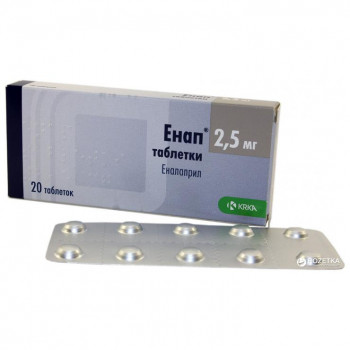 Енап® 2,5 мг
таблетки
Еналаприл
20 таблеток
KRKA
ROZETKA